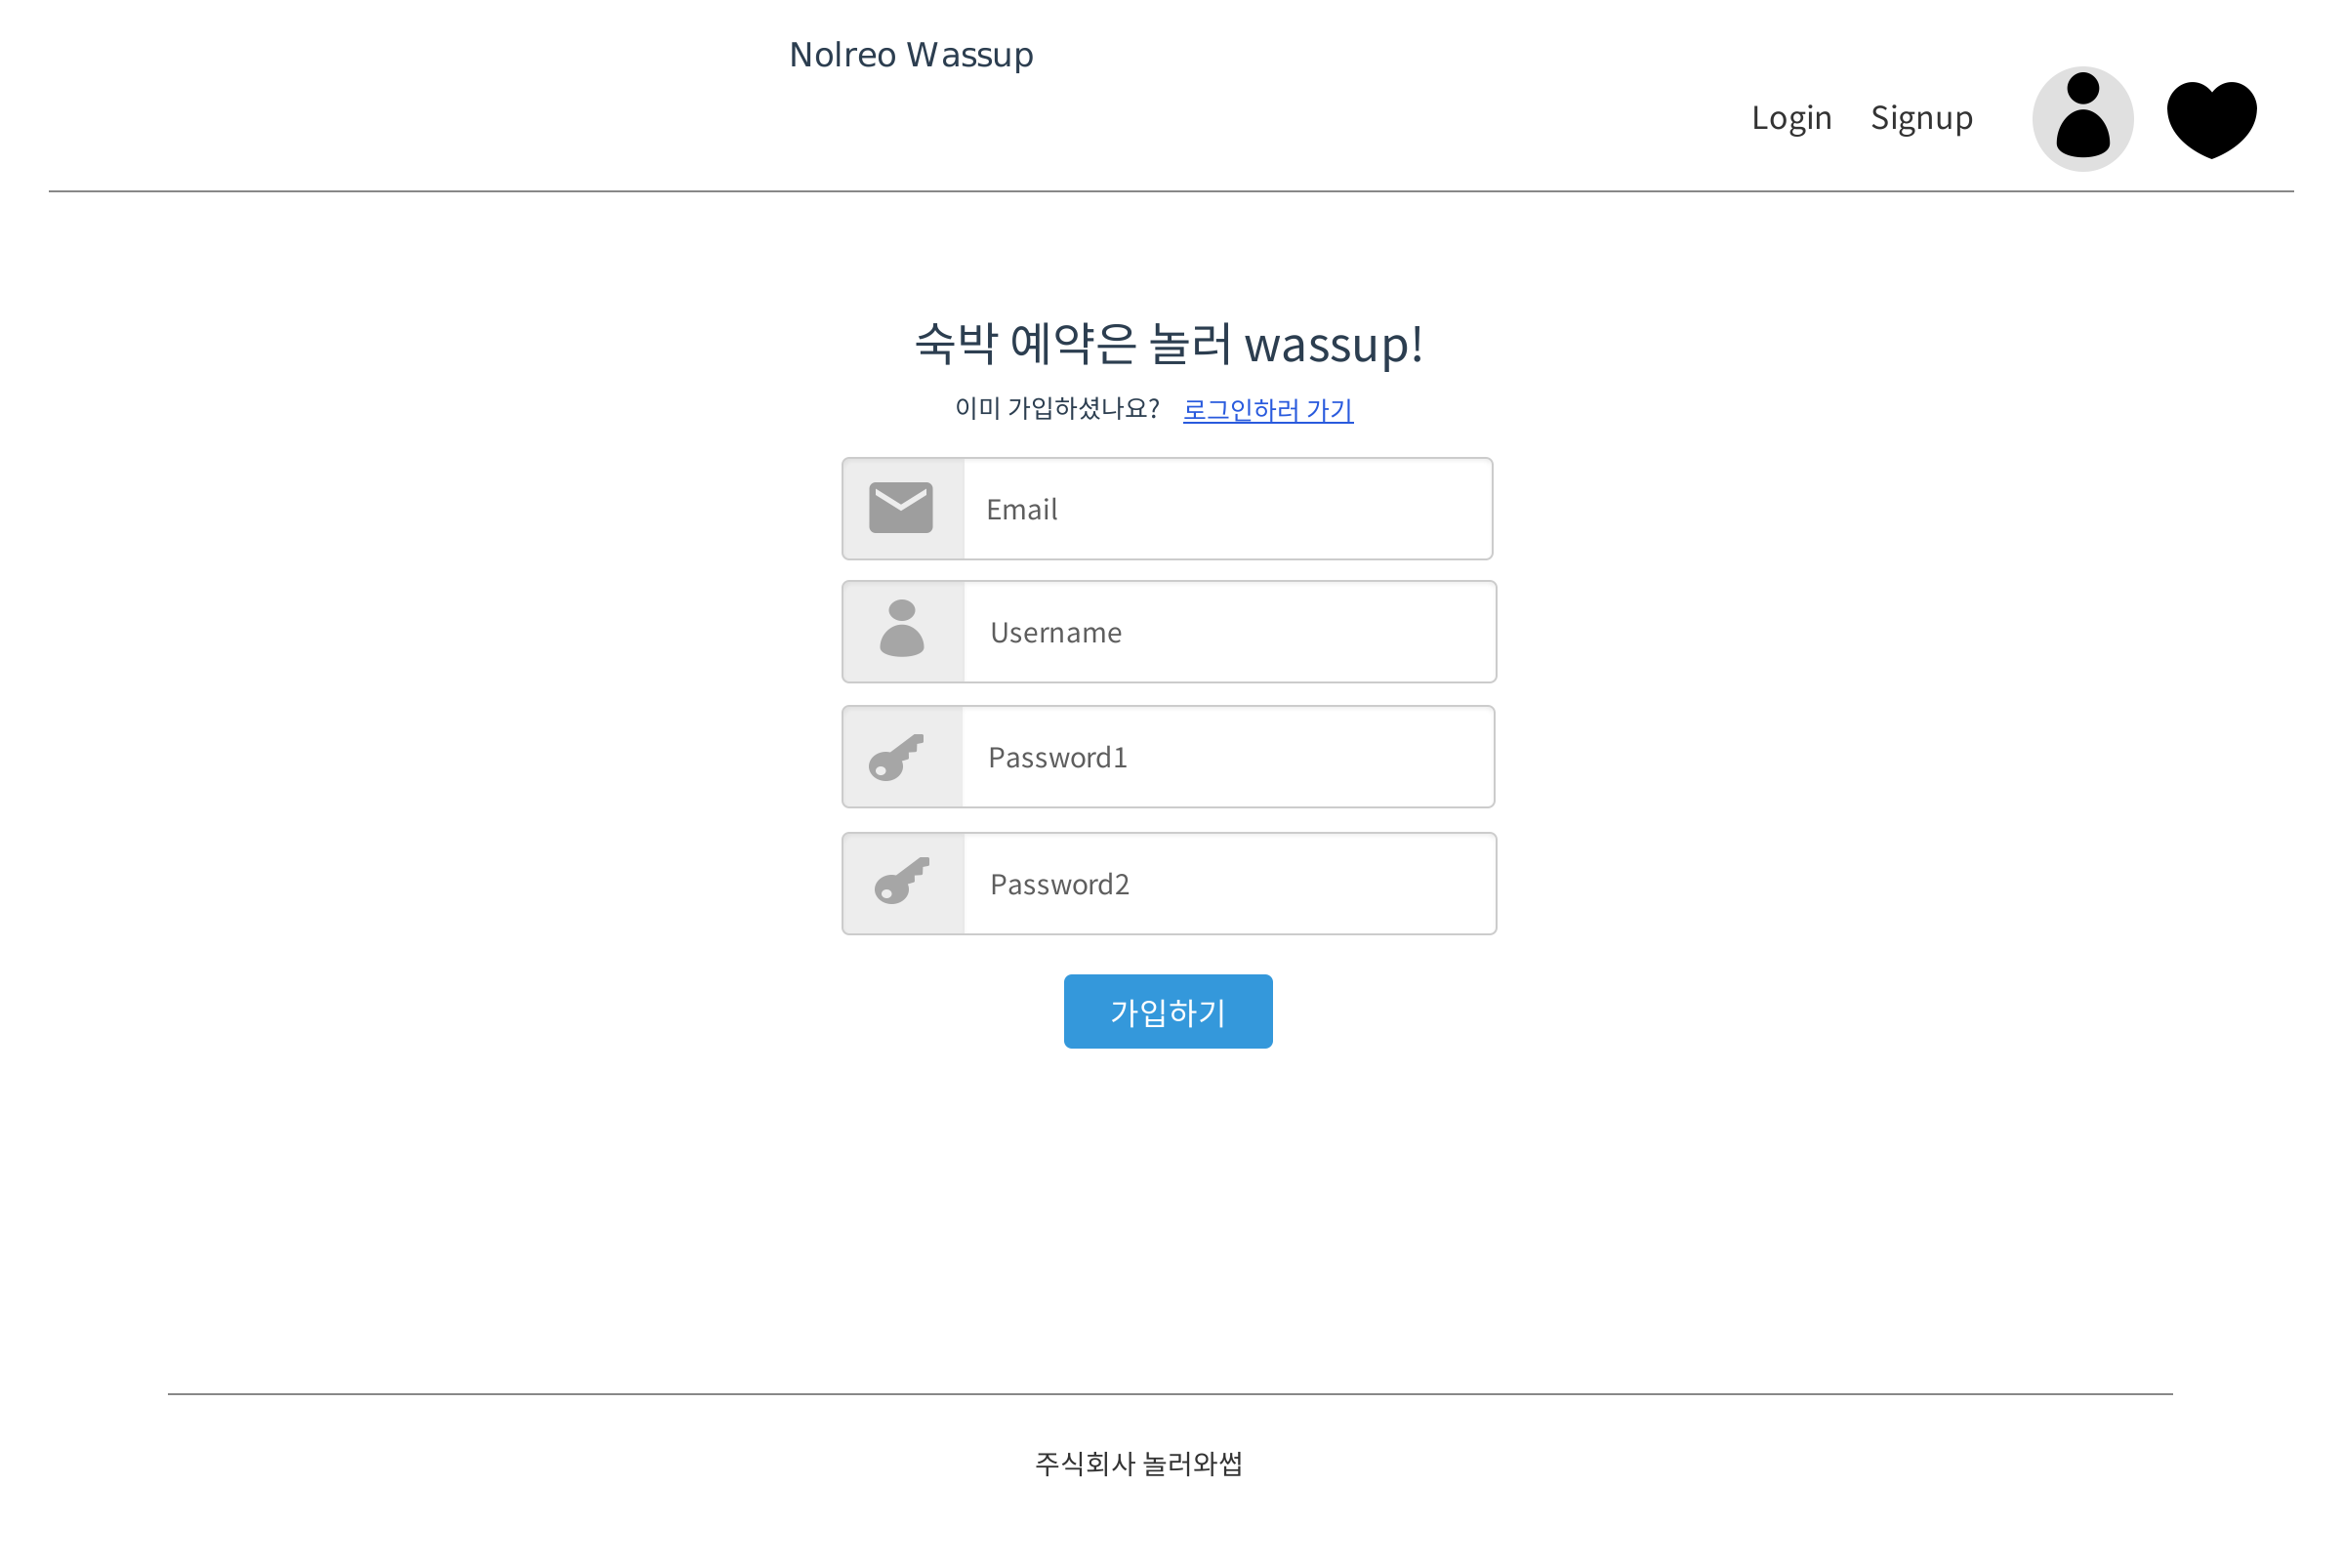 Nolreo Wassup
Login Signup
숙박 예약은 놀러 wassup!
이미 가입하셨나요? 로그인하러 가기
Email
Username
Password1
Password2
가입하기
주식회사 놀러와썹